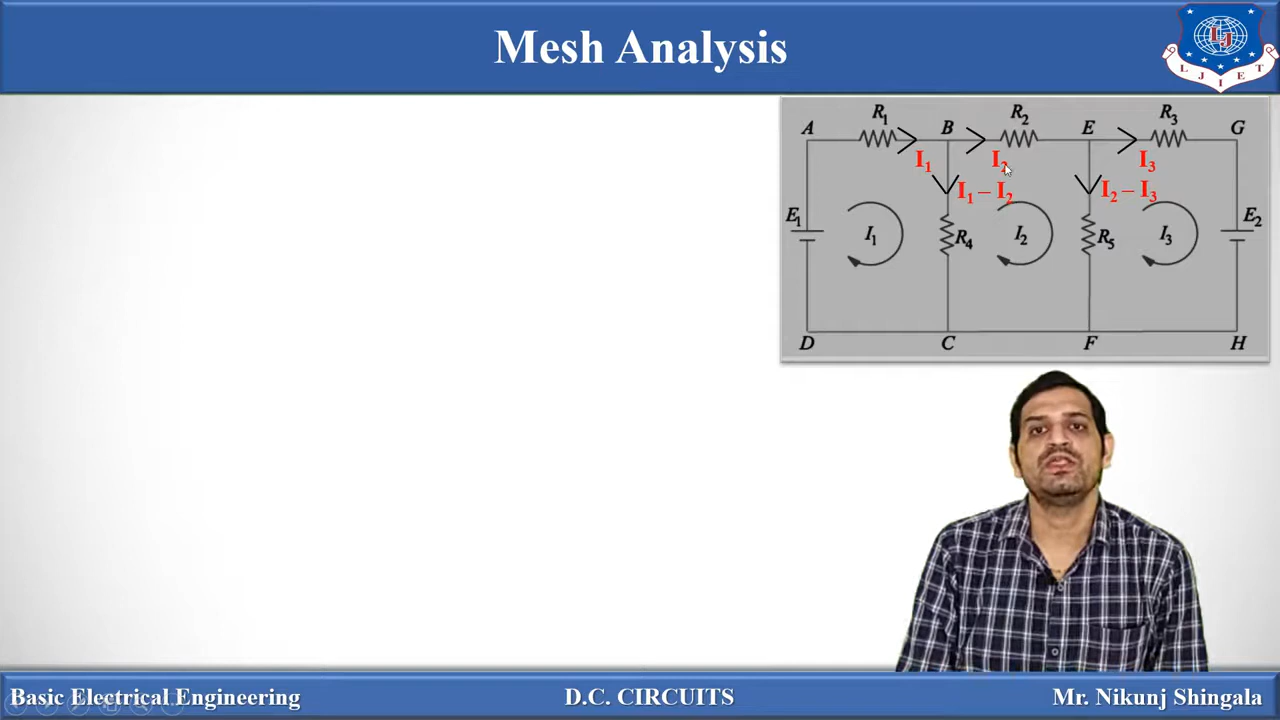 Mesh Analysis
LJ
L J I E T
R1 R2 R3
A B E G
I1 I2 I3
I1 – I2 I2 – I3
E1 E2
I1 R4 I2 R5 I3
D C F H
Basic Electrical Engineering D.C. CIRCUITS Mr. Nikunj Shingala